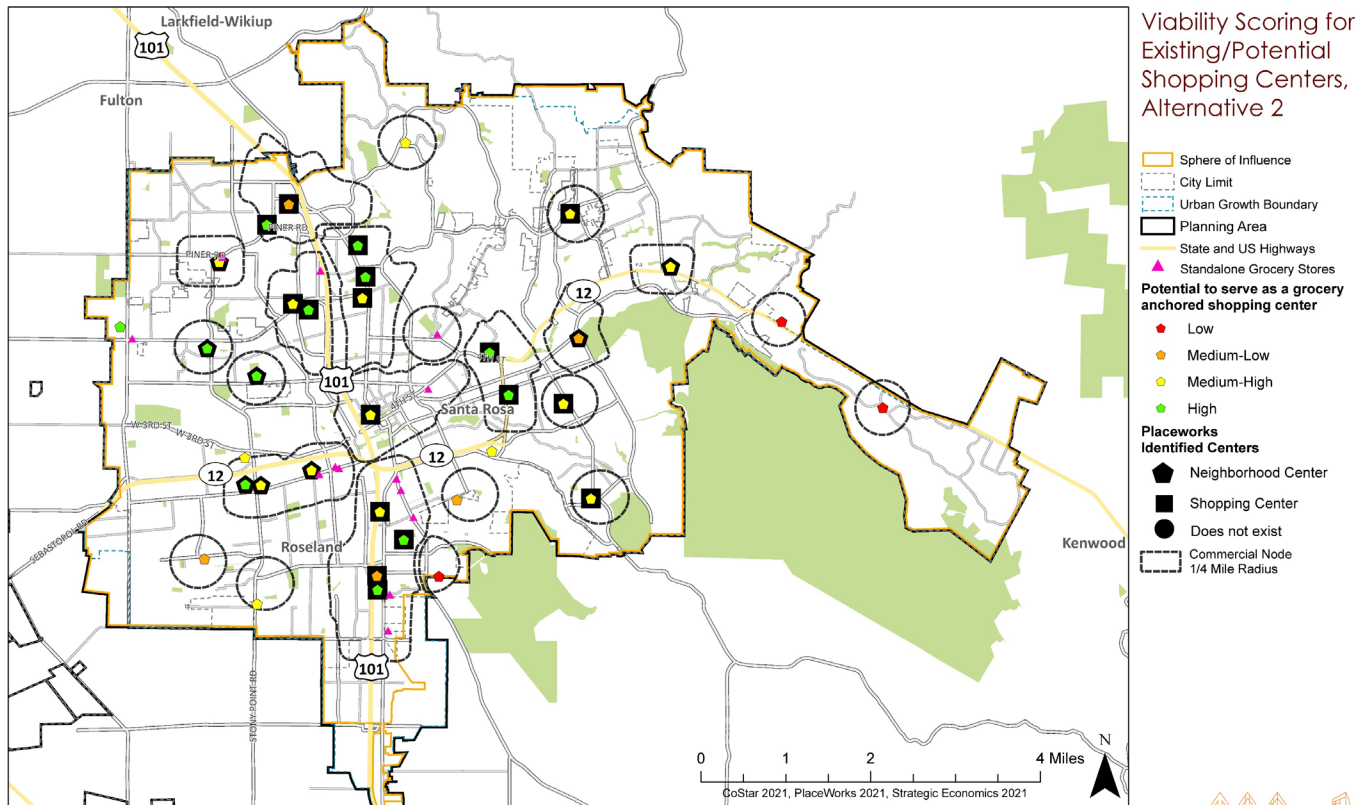 Viability Scoring for
Existing/Potential
Shopping Centers,
Alternative 2
Sphere of Influence
City Limit
Urban Growth Boundary
Planning Area
State and US Highways
Standalone Grocery Stores
Potential to serve as a grocery
anchored shopping center
Low
Medium-Low
Medium-High
High
Placeworks
Identified Centers
Neighborhood Center
Shopping Center
Does not exist
Commercial Node
1/4 Mile Radius
Larkfield-Wikiup
101
Fulton
PINER RD
PINER RD
12
101
4TH ST
Santa Rosa
W 3RD ST
W 3RD ST
12
12
SEBASTOPOL RD
Roseland
Kenwood
101
STONY POINT RD
N
0
1
2
4 Miles
CoStar 2021, PlaceWorks 2021, Strategic Economics 2021